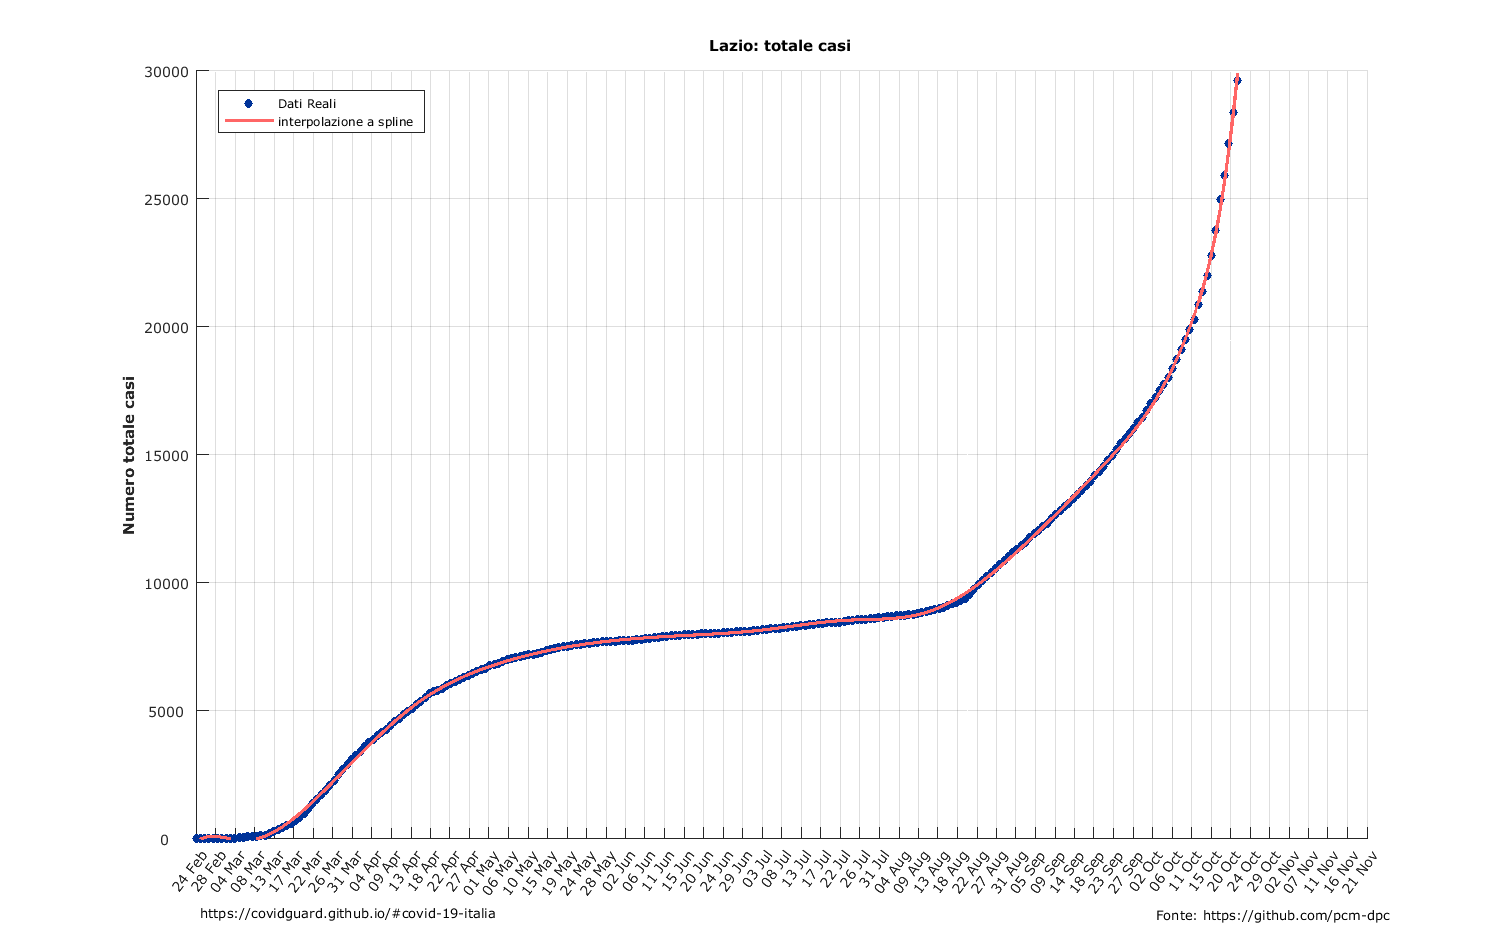 Lazio: totale casi
Dati Reali
interpolazione a spline
Numero totale casi
30000
25000
20000
15000
10000
5000
0
24 Feb
28 Feb
04 Mar
08 Mar
13 Mar
17 Mar
22 Mar
26 Mar
31 Mar
04 Apr
09 Apr
13 Apr
18 Apr
22 Apr
27 Apr
01 May
06 May
10 May
15 May
19 May
24 May
28 May
02 Jun
06 Jun
11 Jun
15 Jun
20 Jun
24 Jun
29 Jun
03 Jul
08 Jul
13 Jul
17 Jul
22 Jul
26 Jul
31 Jul
04 Aug
09 Aug
13 Aug
18 Aug
22 Aug
27 Aug
31 Aug
05 Sep
09 Sep
14 Sep
18 Sep
23 Sep
27 Sep
02 Oct
06 Oct
11 Oct
15 Oct
20 Oct
24 Oct
29 Oct
02 Nov
07 Nov
11 Nov
16 Nov
21 Nov
https://covidguard.github.io/#covid-19-italia
Fonte: https://github.com/pcm-dpc